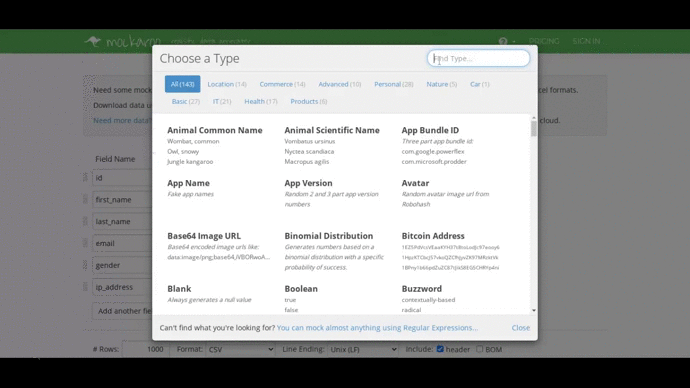 mockaroo
PRICING SIGN IN
Choose a Type
Find Type...
All (143) Location (14) Commerce (14) Advanced (10) Personal (28) Nature (5) Car (1)
Basic (27) IT (21) Health (17) Products (6)
Animal Common Name Animal Scientific Name App Bundle ID
Wombat, common Vombatus ursinus Three part app bundle id:
Owl, snowy Nyctea scandiaca com.google.powerflex
Jungle kangaroo Macropus agilis com.microsoft.prodder
App Name App Version Avatar
Fake app names Random 2 and 3 part app version Random avatar image url from
numbers Robohash
Base64 Image URL Binomial Distribution Bitcoin Address
Base64 encoded image urls like: Generates numbers based on a
data:image/png;base64,iVBORwoA... binomial distribution with a specific
probability of success.
Blank Boolean Buzzword
Always generates a null value true contextually-based
false radical
Can't find what you're looking for? You can mock almost anything using Regular Expressions... Close
Need some mock
Download data u
Need more data?
cel formats.
cloud.
Field Name
id
first_name
last_name
email
gender
ip_address
Add another fie
# Rows: 1000 Format: CSV Line Ending: Unix (LF) Include: header BOM